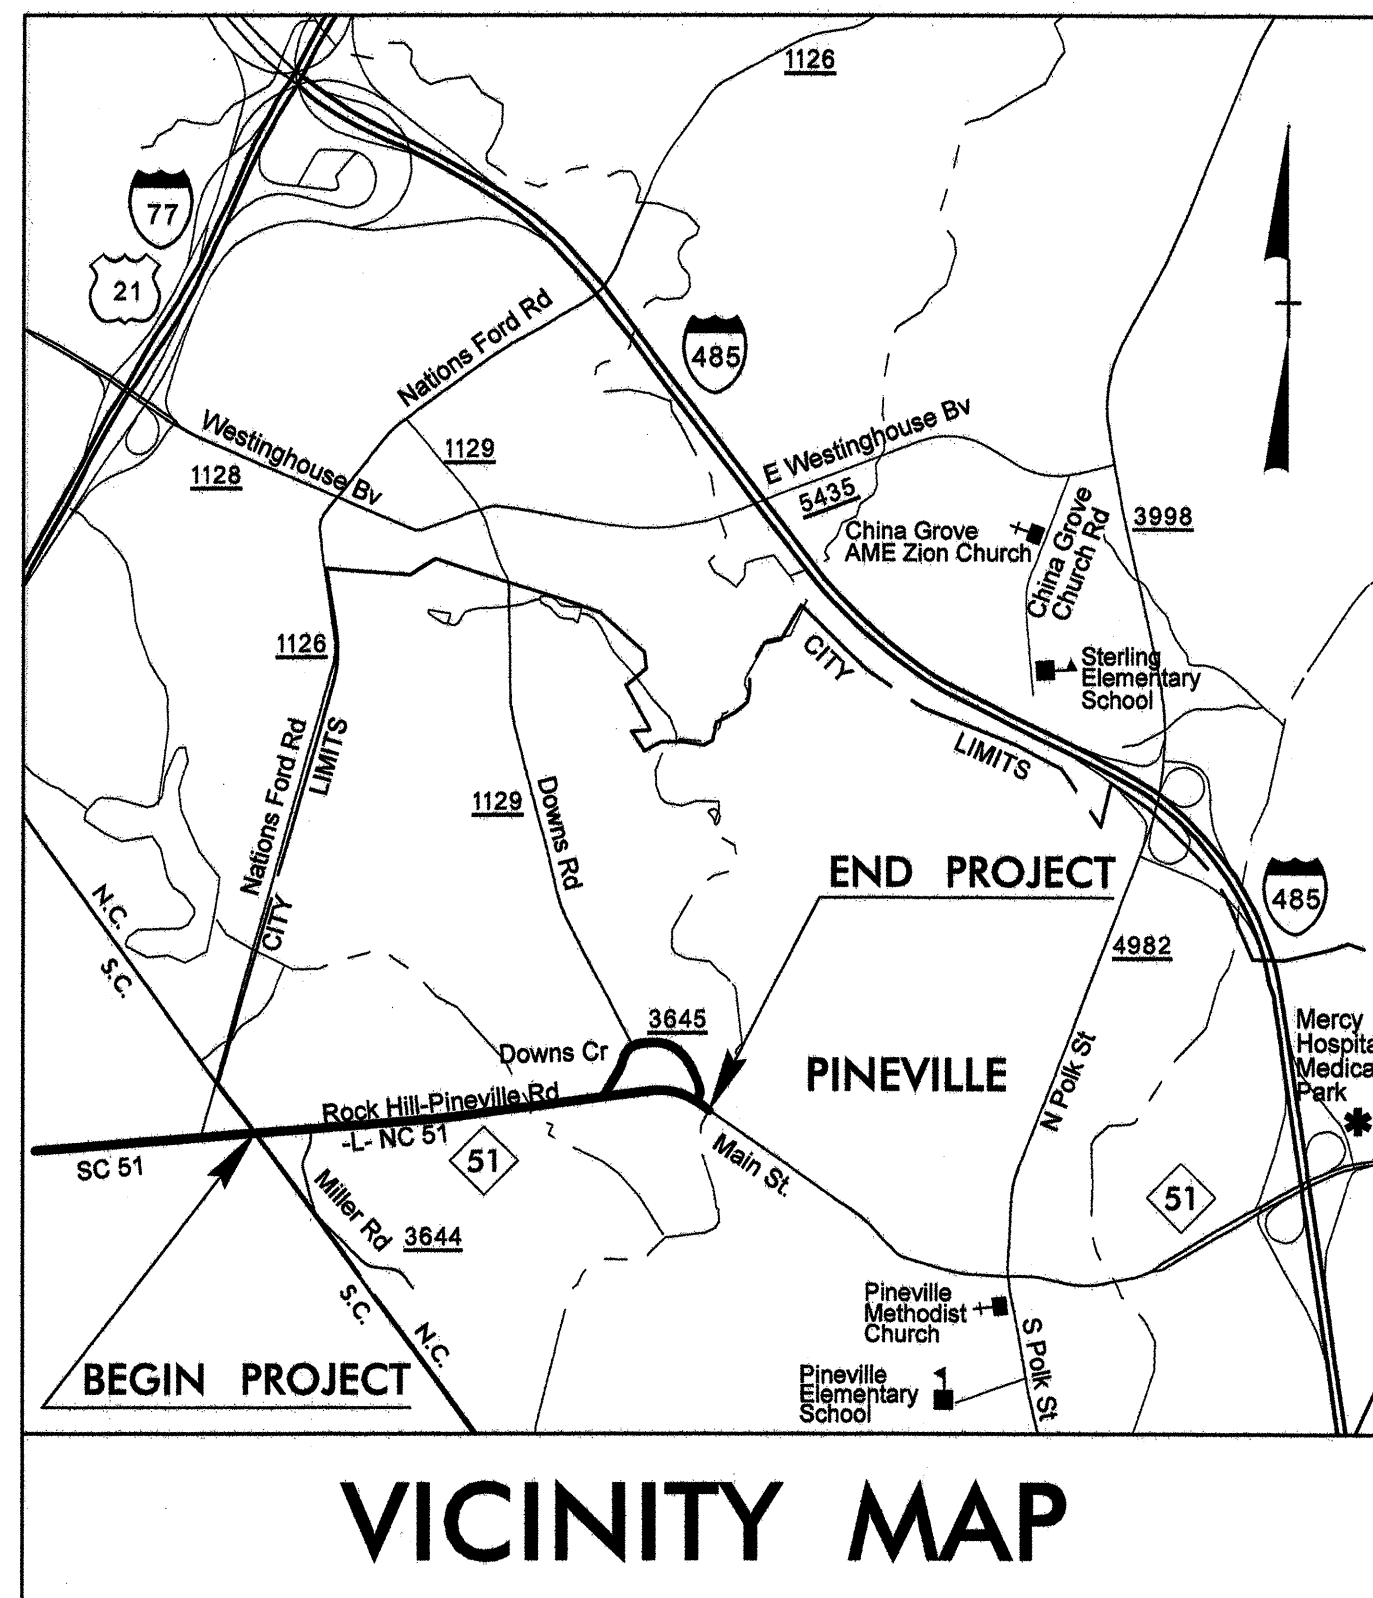 1126
77
21
Nations Ford Rd
485
Westinghouse Bv
1128
1129
E Westinghouse Bv
5435
China Grove
AME Zion Church
China Grove
Church Rd
3998
1126
CITY
LIMITS
Sterling
Elementary
School
Nations Ford Rd
CITY
LIMITS
1129
Downs Rd
END PROJECT
485
N.C.
S.C.
4982
3645
Downs Cr
PINEVILLE
N Polk St
Mercy
Hospita
Medica
Park
Rock Hill-Pineville Rd
-L- NC 51
SC 51
51
Main St.
51
Miller Rd
3644
S.C.
N.C.
Pineville
Methodist
Church
S Polk St
BEGIN PROJECT
Pineville
Elementary
School
VICINITY MAP